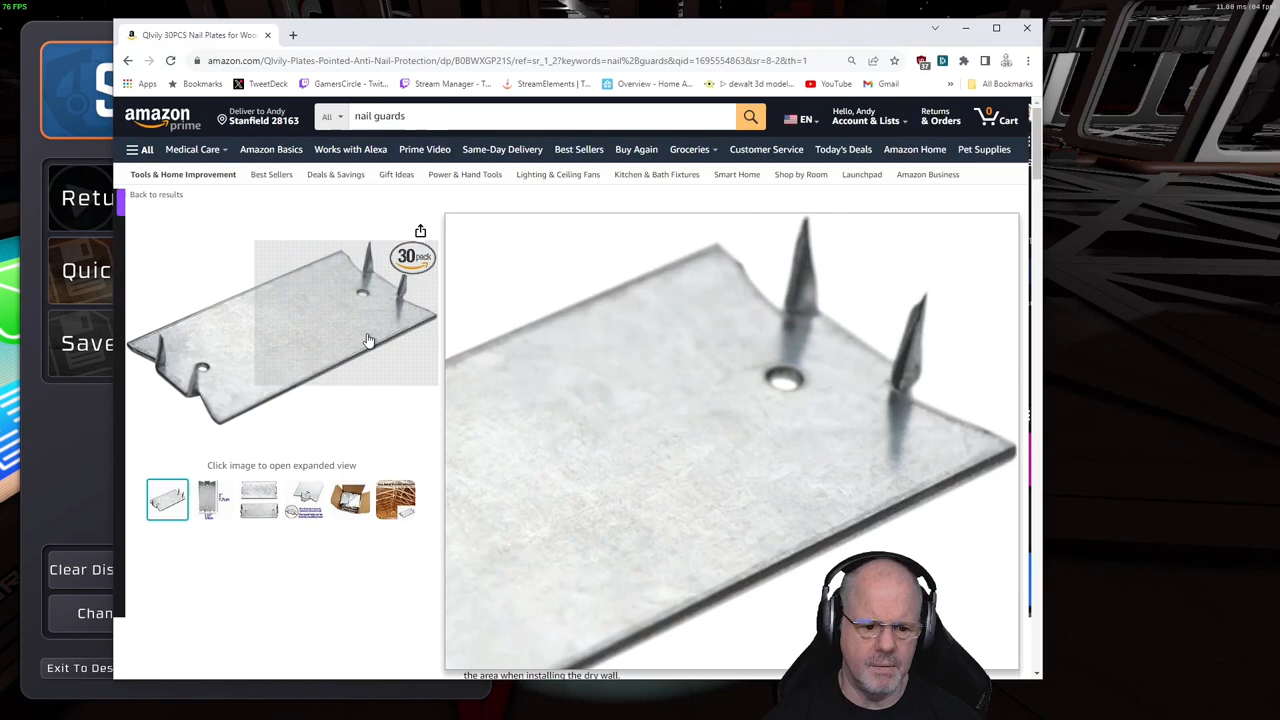 76 FPS
11.88 ms (84 fps)
Qlvily 30PCS Nail Plates for Woo
amazon.com/Qlvily-Plates-Pointed-Anti-Nail-Protection/dp/B0BWXGP21S/ref=sr_1_2?keywords=nail%2Bguards&qid=1695554863&sr=8-2&th=1
37
Apps
Bookmarks
TweetDeck
GamersCircle - Twit...
Stream Manager - T...
StreamElements | T...
Overview - Home A...
dewalt 3d model...
YouTube
Gmail
»
All Bookmarks
amazon
prime
Deliver to Andy
Stanfield 28163
All
nail guards
EN
Hello, Andy
Account & Lists
Returns
& Orders
0
Cart
All
Medical Care
Amazon Basics
Works with Alexa
Prime Video
Same-Day Delivery
Best Sellers
Buy Again
Groceries
Customer Service
Today's Deals
Amazon Home
Pet Supplies
Tools & Home Improvement
Best Sellers
Deals & Savings
Gift Ideas
Power & Hand Tools
Lighting & Ceiling Fans
Kitchen & Bath Fixtures
Smart Home
Shop by Room
Launchpad
Amazon Business
Back to results
30 pack
Click image to open expanded view
the area when installing the dry wall.
S
Retu
Quic
Save
Clear Dis
Chan
Exit To Des